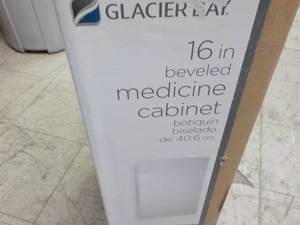 GLACIER BAY.
16 in
beveled
medicine
cabinet
botiquín
biselado
de 40.6 cm